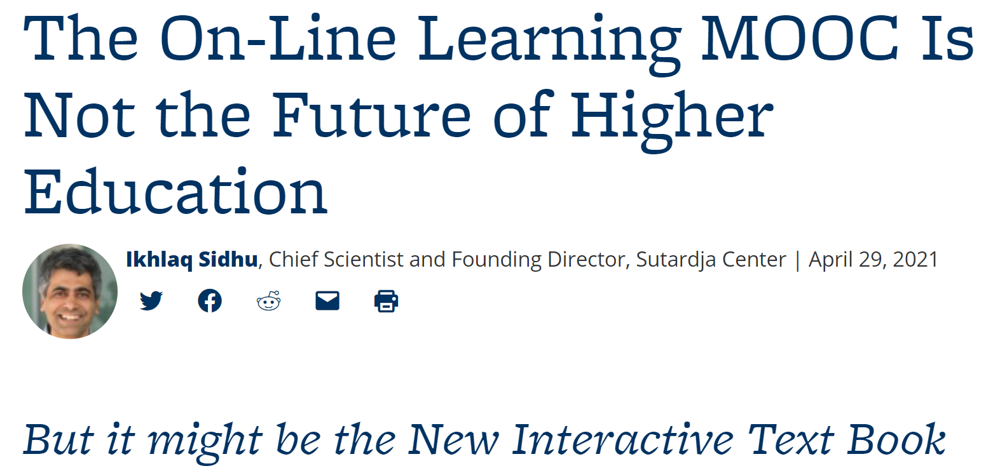 The On-Line Learning MOOC Is
Not the Future of Higher
Education
Ikhlaq Sidhu, Chief Scientist and Founding Director, Sutardja Center | April 29, 2021
But it might be the New Interactive Text Book